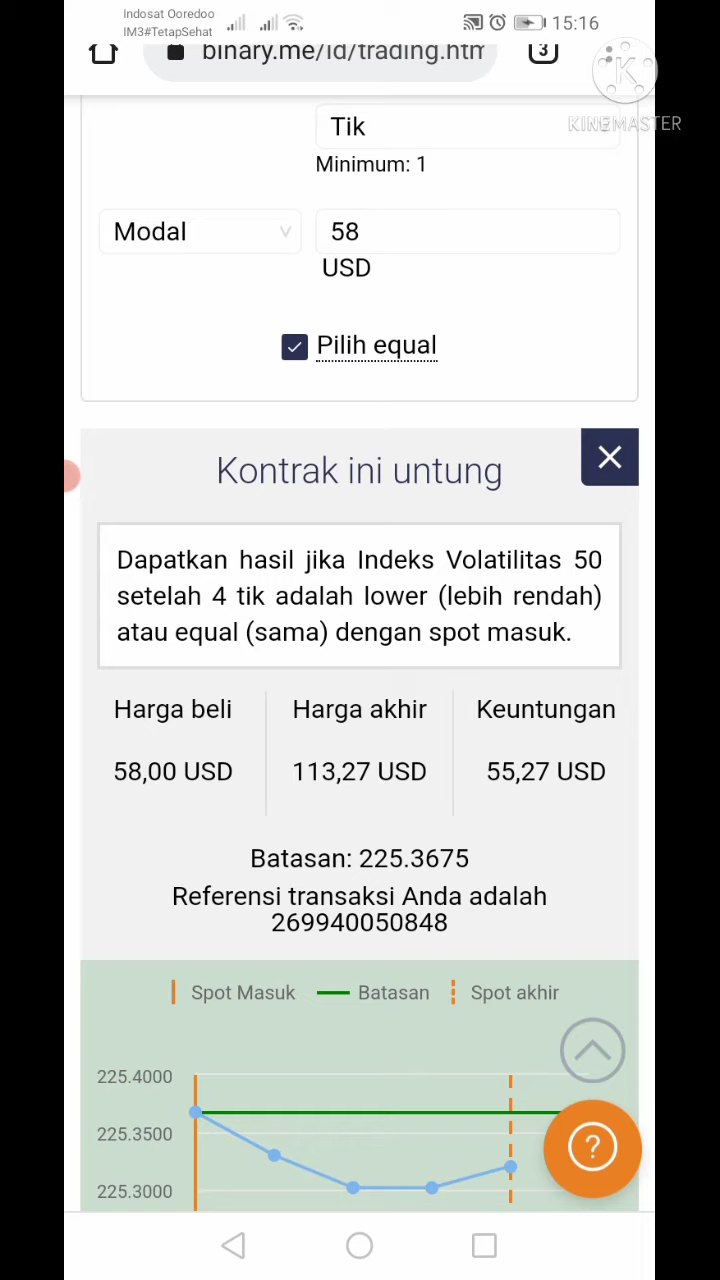 Indosat Ooredoo
IM3#TetapSehat
15:16
binary.me/id/trading.htm
3
K
KINEMASTER
Tik
Minimum: 1
Modal
58
USD
Pilih equal
Kontrak ini untung
Dapatkan hasil jika Indeks Volatilitas 50
setelah 4 tik adalah lower (lebih rendah)
atau equal (sama) dengan spot masuk.
Harga beli Harga akhir Keuntungan
58,00 USD 113,27 USD 55,27 USD
Batasan: 225.3675
Referensi transaksi Anda adalah
269940050848
Spot Masuk Batasan Spot akhir
225.4000
225.3500
225.3000
?